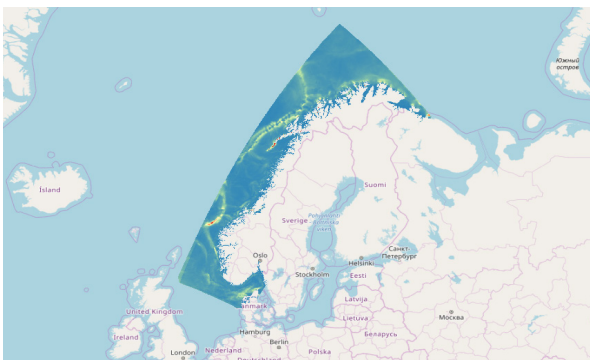 Южный
остров
Ísland
Suomi
Sverige
Oslo
Helsinki
Санкт-
Петербург
Stockholm
Eesti
Latvija
United Kingdom
Lietuva
Москва
Ireland
Hamburg
Беларусь
Nederland
Berlin
London
Polska